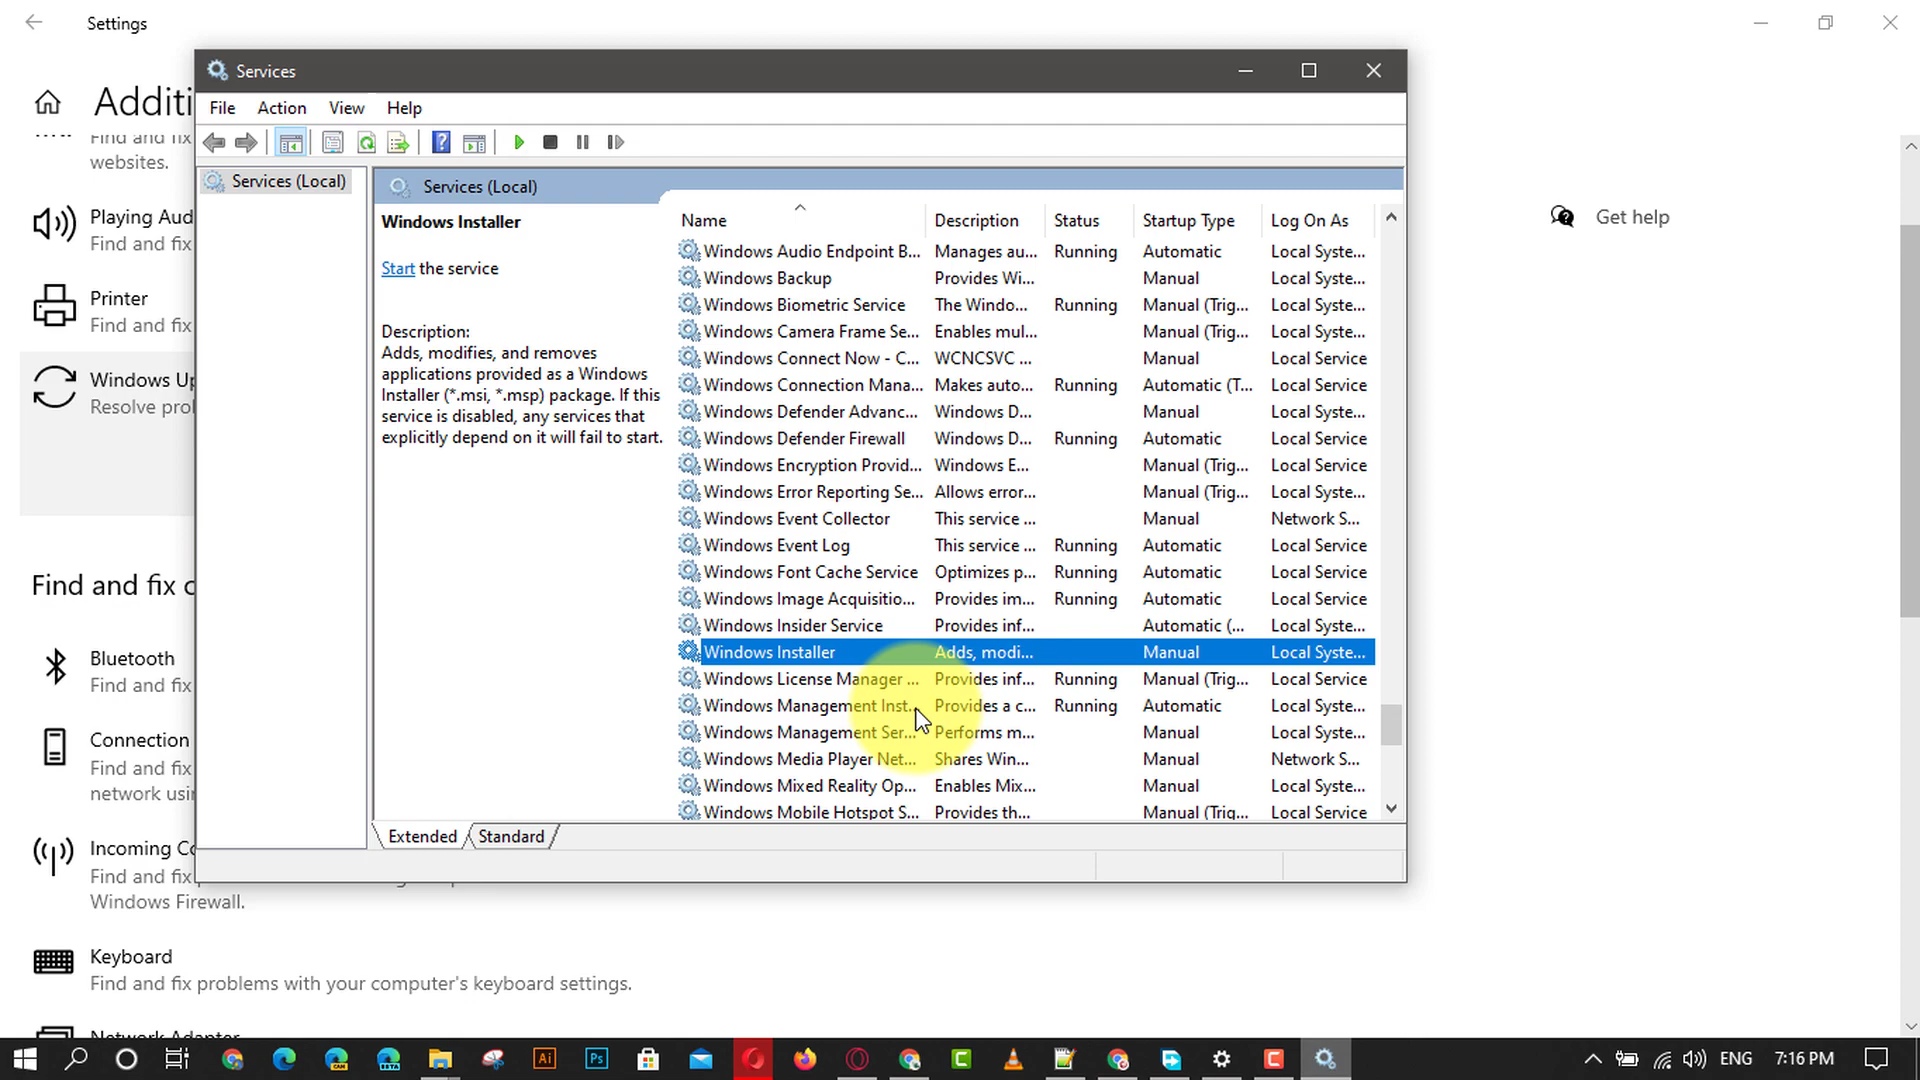 Settings
Additi
Find and fix
websites.
Playing Aud
Find and fix
Printer
Find and fix
Windows Up
Resolve prol
Find and fix c
Bluetooth
Find and fix
Connection
Find and fix
network usin
Incoming Co
Find and fix
Windows Firewall.
Keyboard
Find and fix problems with your computer's keyboard settings.
Network Adapter
Get help
Services
File Action View Help
Services (Local)
Services (Local)
Windows Installer
Start the service
Description:
Adds, modifies, and removes
applications provided as a Windows
Installer (*.msi, *.msp) package. If this
service is disabled, any services that
explicitly depend on it will fail to start.
Name Description Status Startup Type Log On As
Windows Audio Endpoint B... Manages au... Running Automatic Local Syste...
Windows Backup Provides Wi... Manual Local Syste...
Windows Biometric Service The Windo... Running Manual (Trig... Local Syste...
Windows Camera Frame Se... Enables mul... Manual (Trig... Local Syste...
Windows Connect Now - C... WCNCSVC ... Manual Local Service
Windows Connection Mana... Makes auto... Running Automatic (T... Local Service
Windows Defender Advanc... Windows D... Manual Local Syste...
Windows Defender Firewall Windows D... Running Automatic Local Service
Windows Encryption Provid... Windows E... Manual (Trig... Local Service
Windows Error Reporting Se... Allows error... Manual (Trig... Local Syste...
Windows Event Collector This service ... Manual Network S...
Windows Event Log This service ... Running Automatic Local Service
Windows Font Cache Service Optimizes p... Running Automatic Local Service
Windows Image Acquisitio... Provides im... Running Automatic Local Service
Windows Insider Service Provides inf... Automatic (... Local Syste...
Windows Installer Adds, modi... Manual Local Syste...
Windows License Manager ... Provides inf... Running Manual (Trig... Local Service
Windows Management Inst... Provides a c... Running Automatic Local Syste...
Windows Management Ser... Performs m... Manual Local Syste...
Windows Media Player Net... Shares Win... Manual Network S...
Windows Mixed Reality Op... Enables Mix... Manual Local Syste...
Windows Mobile Hotspot S... Provides th... Manual (Trig... Local Service
Extended Standard
Ai Ps CAN BETA C C
ENG 7:16 PM